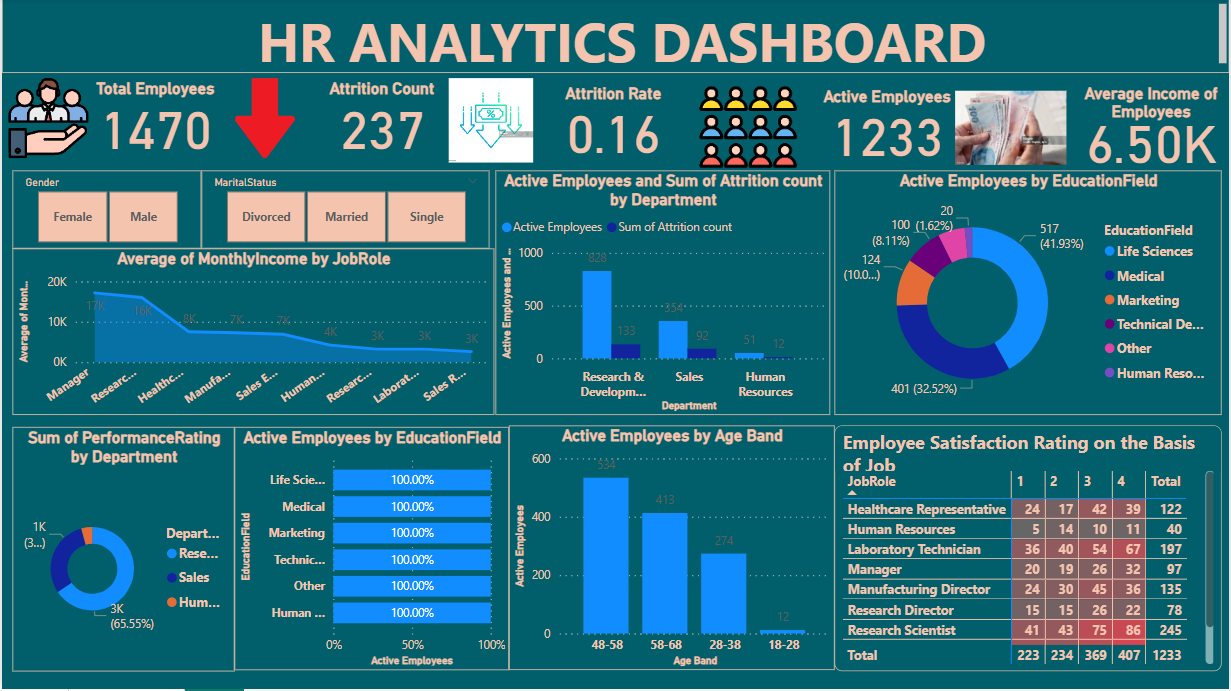 HR ANALYTICS DASHBOARD
Total Employees
1470
Attrition Count
237
%
Attrition Rate
0.16
Active Employees
1233
100
Average Income of
Employees
6.50K
Gender
Female
Male
MaritalStatus
Divorced
Married
Single
Average of MonthlyIncome by JobRole
Average of Mont...
20K
10K
0K
17K
16K
8K
7K
7K
4K
3K
3K
3K
Manager
Researc...
Healthc...
Manufa...
Sales E...
Human...
Researc...
Laborat...
Sales R...
Active Employees and Sum of Attrition count
by Department
Active Employees
Sum of Attrition count
Active Employees and ...
1000
500
0
828
133
354
92
51
12
Research &
Developm...
Sales
Human
Resources
Department
Active Employees by EducationField
20
(1.62%)
100
(8.11%)
124
(10.0...)
517
(41.93%)
401 (32.52%)
EducationField
Life Sciences
Medical
Marketing
Technical De...
Other
Human Reso...
Sum of PerformanceRating
by Department
1K
(3...)
3K
(65.55%)
Depart...
Rese...
Sales
Hum...
Active Employees by EducationField
EducationField
Life Scie...
100.00%
Medical
100.00%
Marketing
100.00%
Technic...
100.00%
Other
100.00%
Human ...
100.00%
0%
50%
100%
Active Employees
Active Employees by Age Band
Active Employees
600
400
200
0
534
413
274
12
48-58
58-68
28-38
18-28
Age Band
Employee Satisfaction Rating on the Basis
of Job
JobRole 1 2 3 4 Total
Healthcare Representative 24 17 42 39 122
Human Resources 5 14 10 11 40
Laboratory Technician 36 40 54 67 197
Manager 20 19 26 32 97
Manufacturing Director 24 30 45 36 135
Research Director 15 15 26 22 78
Research Scientist 41 43 75 86 245
Total 223 234 369 407 1233